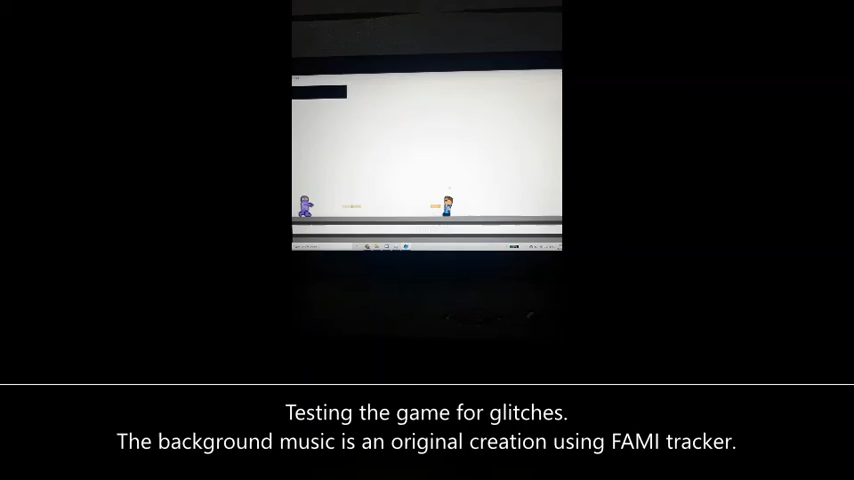 Testing the game for glitches.
The background music is an original creation using FAMI tracker.